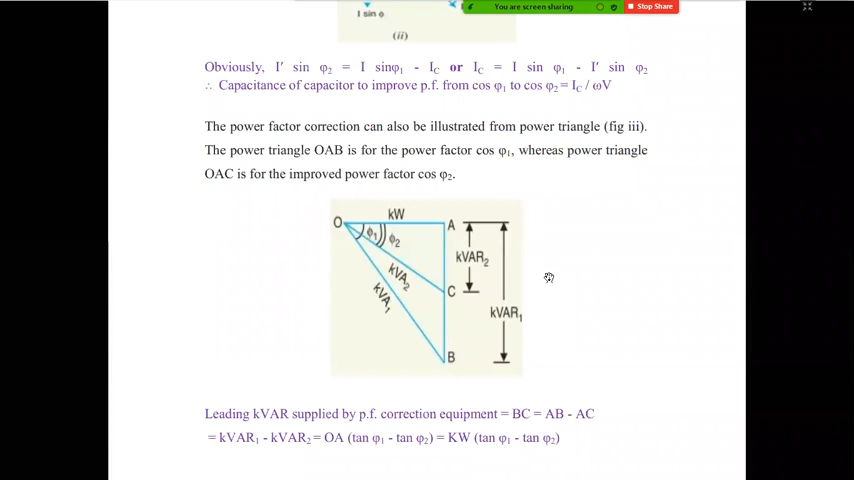 I sin φ
You are screen sharing
Stop Share
(ii)
Obviously, I′ sin φ2 = I sinφ1 - IC or IC = I sin φ1 - I′ sin φ2
∴ Capacitance of capacitor to improve p.f. from cos φ1 to cos φ2 = IC / ωV
The power factor correction can also be illustrated from power triangle (fig iii).
The power triangle OAB is for the power factor cos φ1, whereas power triangle
OAC is for the improved power factor cos φ2.
kW
O
A
ϕ1
ϕ2
kVAR2
kVA2
C
kVA1
kVAR1
B
Leading kVAR supplied by p.f. correction equipment = BC = AB - AC
= kVAR1 - kVAR2 = OA (tan φ1 - tan φ2) = KW (tan φ1 - tan φ2)